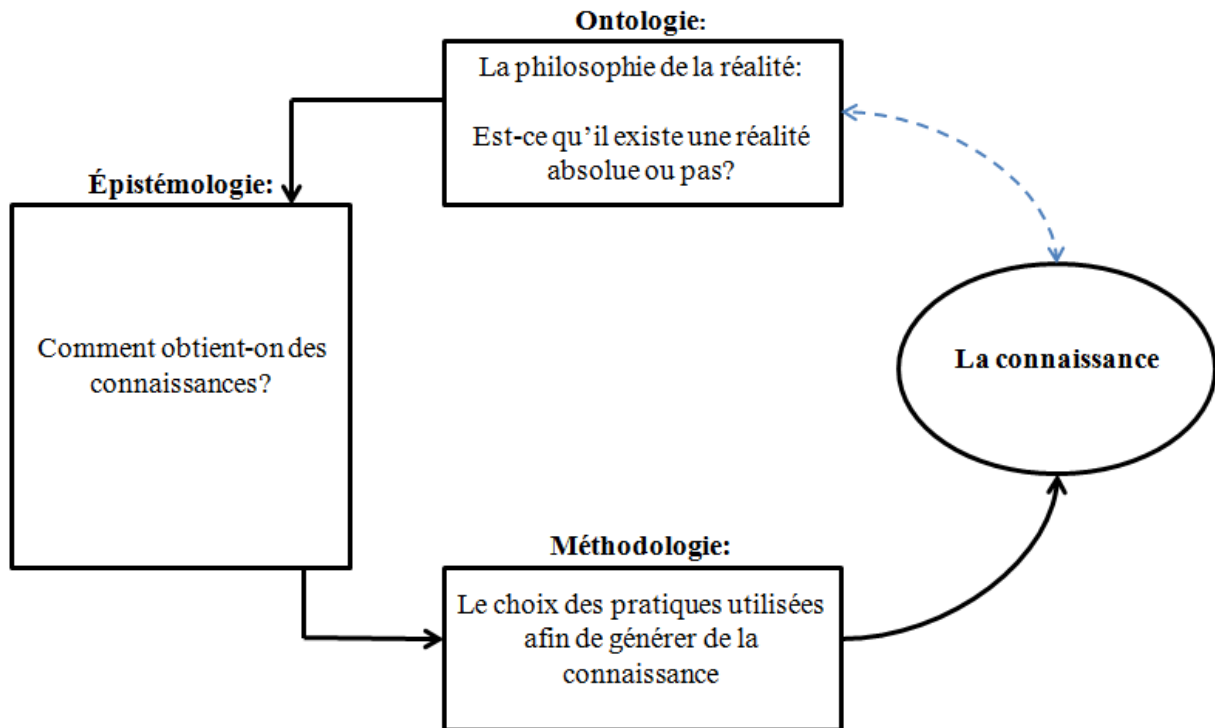 Ontologie:
La philosophie de la réalité:
Est-ce qu’il existe une réalité
absolue ou pas?
Épistémologie:
Comment obtient-on des
connaissances?
La connaissance
Méthodologie:
Le choix des pratiques utilisées
afin de générer de la
connaissance